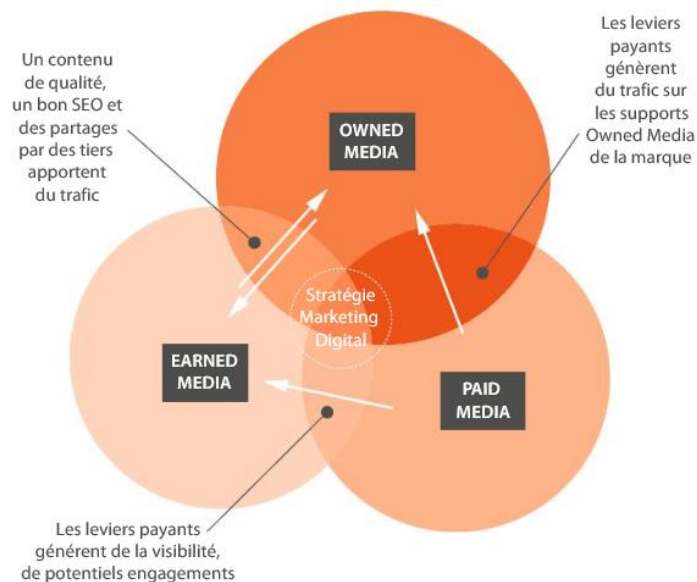 Un contenu
de qualité,
un bon SEO et
des partages
par des tiers
apportent
du trafic
Les leviers
payants
génèrent
du trafic sur
les supports
Owned Media
de la marque
OWNED
MEDIA
Stratégie
Marketing
Digital
EARNED
MEDIA
PAID
MEDIA
Les leviers payants
générent de la visibilité,
de potentiels engagements